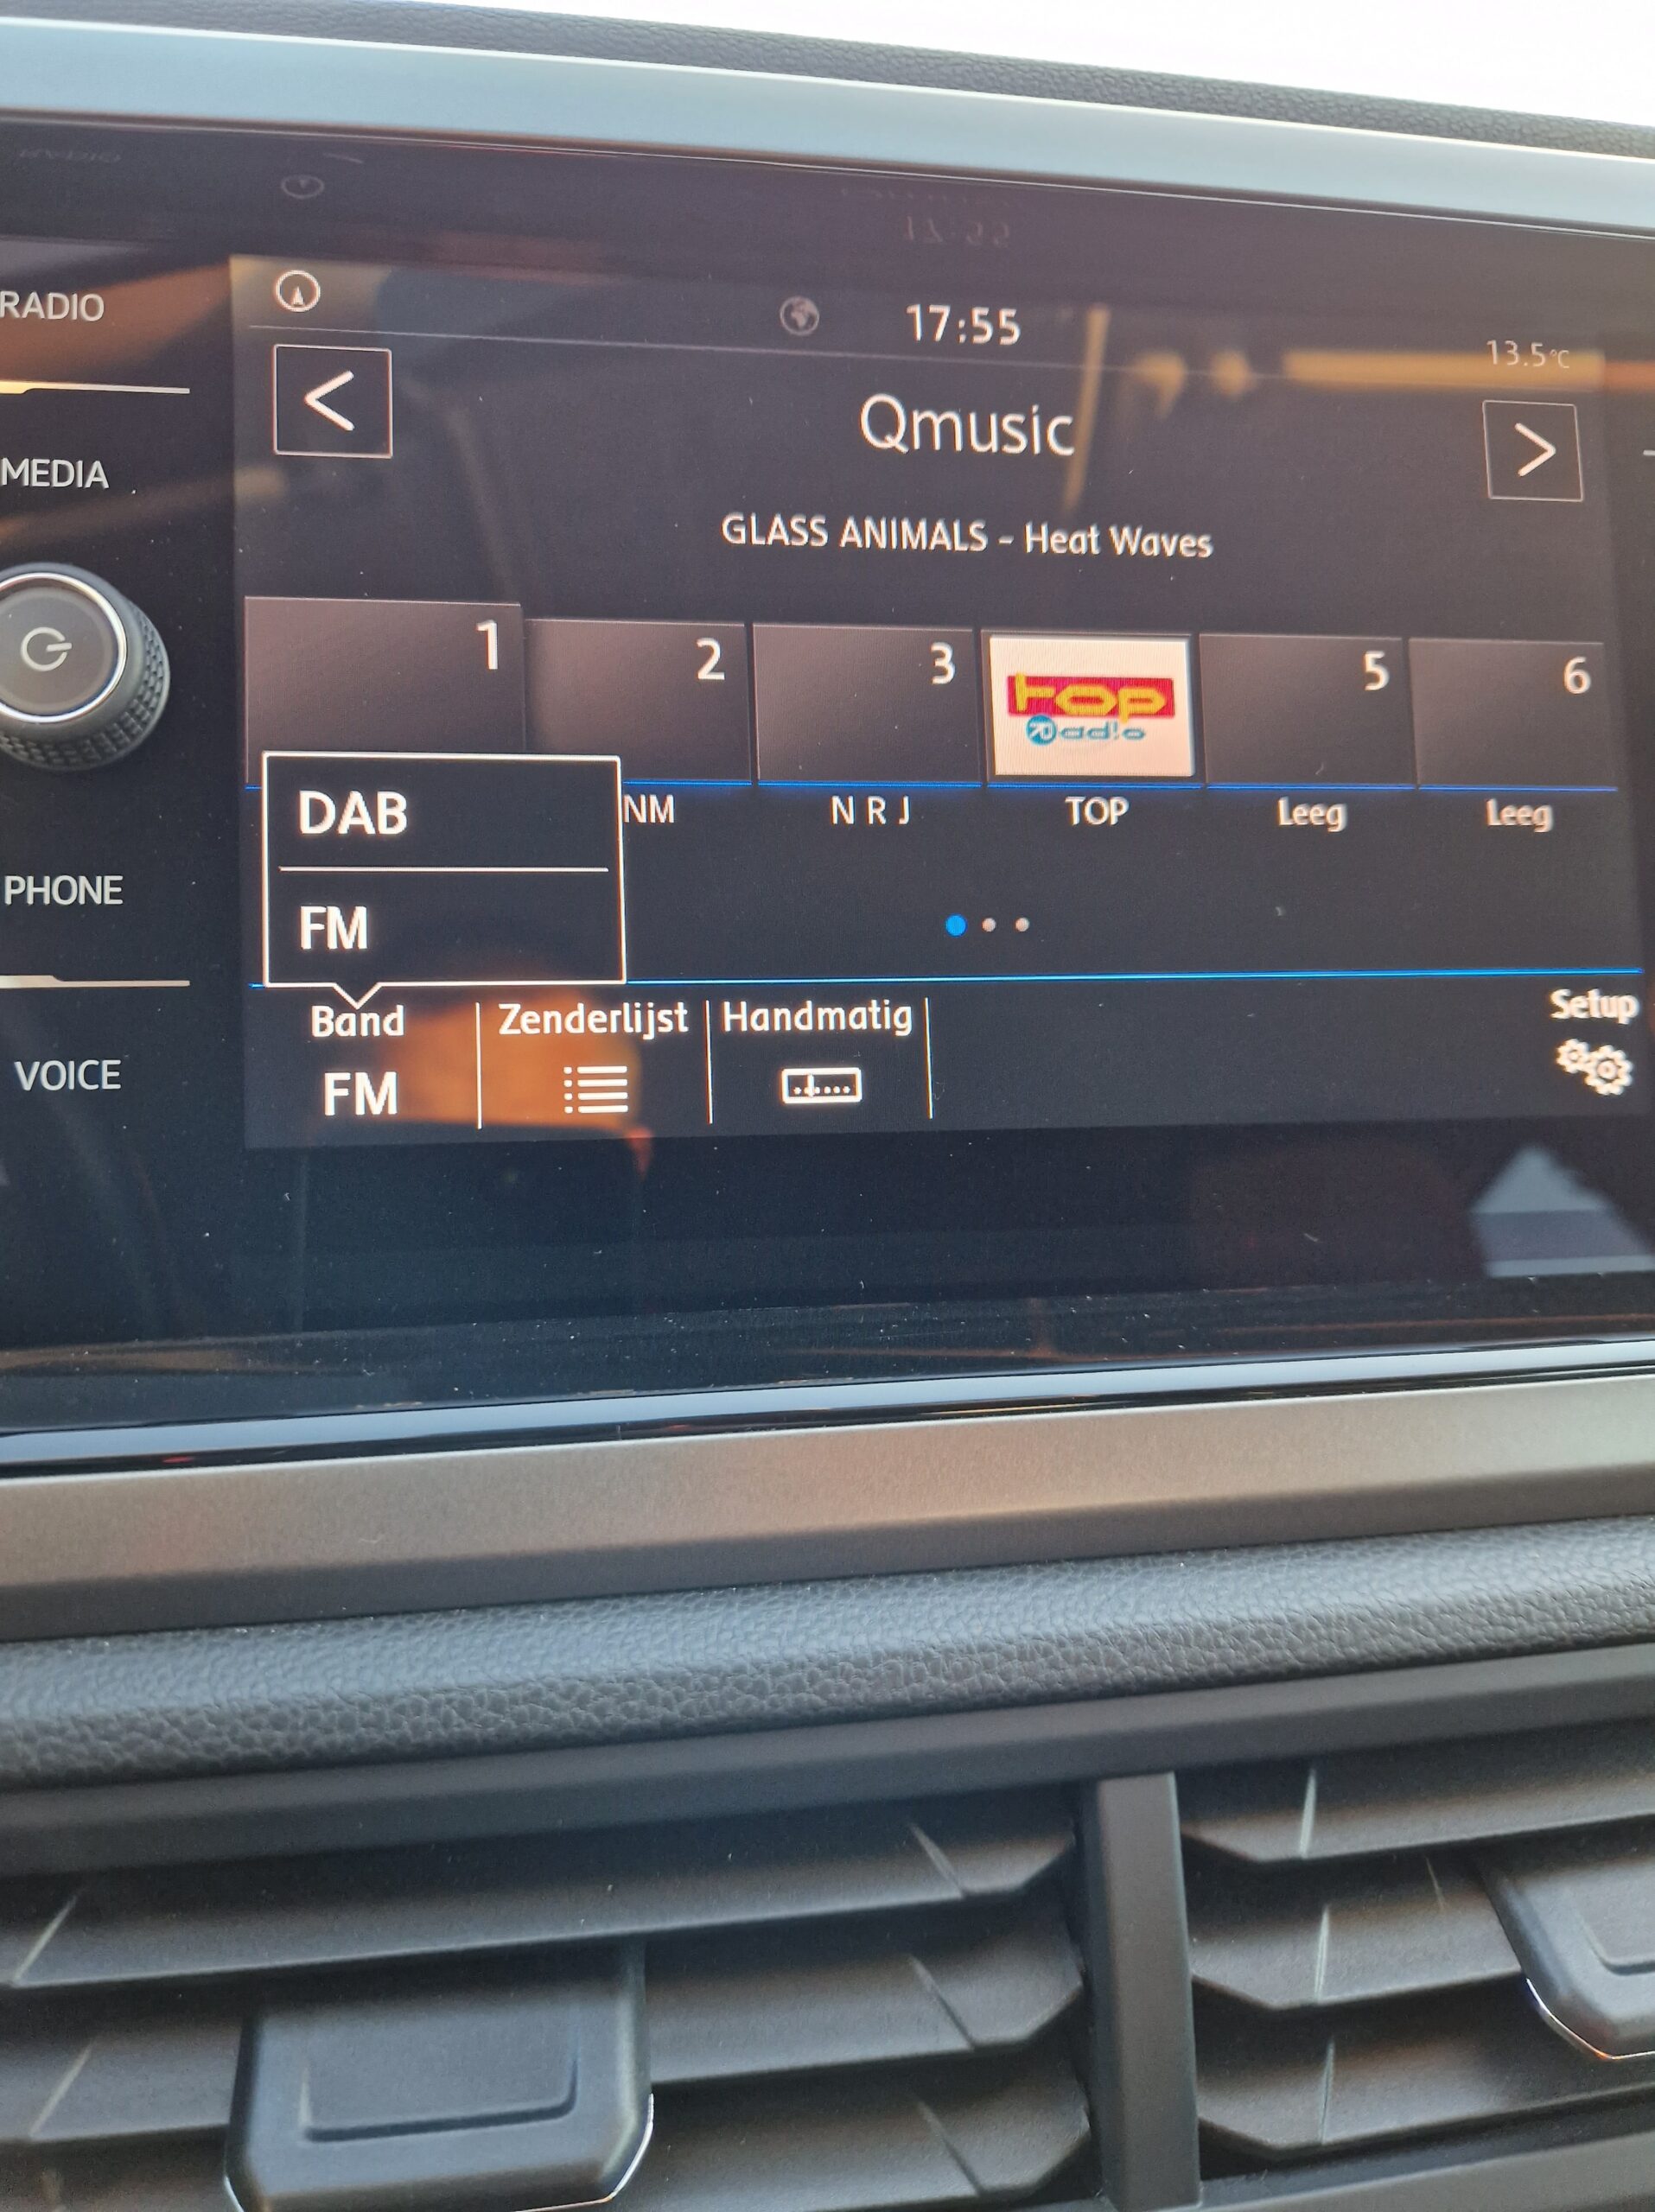 RADIO
MEDIA
PHONE
VOICE
17:55
13.5°C
<
Qmusic
>
GLASS ANIMALS - Heat Waves
1
2
3
top
Radio
5
6
NM
N R J
TOP
Leeg
Leeg
DAB
FM
Band
FM
Zenderlijst
Handmatig
Setup